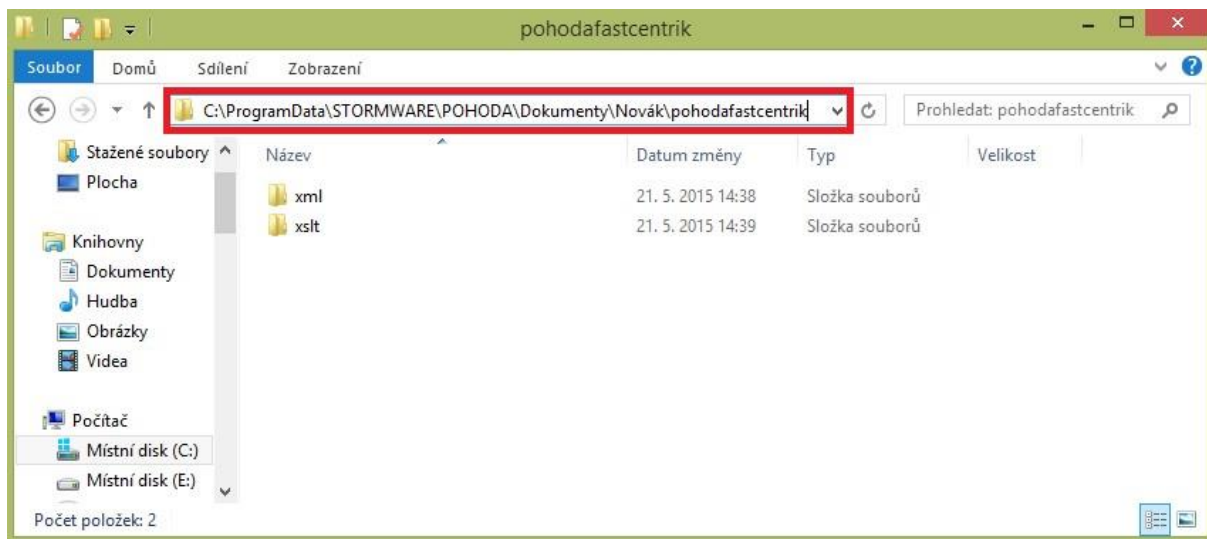 pohodafastcentrik
Soubor Domů Sdílení Zobrazení
C:\ProgramData\STORMWARE\POHODA\Dokumenty\Novák\pohodafastcentrik Prohledat: pohodafastcentrik
Stažené soubory Název Datum změny Typ Velikost
Plocha
xml 21. 5. 2015 14:38 Složka souborů
xslt 21. 5. 2015 14:39 Složka souborů
Knihovny
Dokumenty
Hudba
Obrázky
Videa
Počítač
Místní disk (C:)
Místní disk (E:)
Počet položek: 2